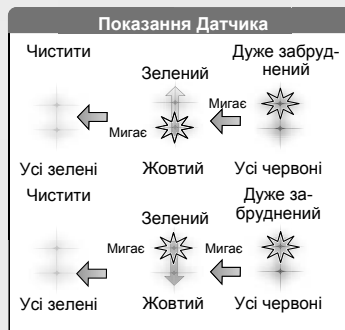 Показання Датчика
Чистити
Зелений
Дуже забруд-
нений
Мигає
Мигає
Усі зелені
Жовтий
Усі червоні
Чистити
Зелений
Дуже за-
бруднений
Мигає
Мигає
Усі зелені
Жовтий
Усі червоні